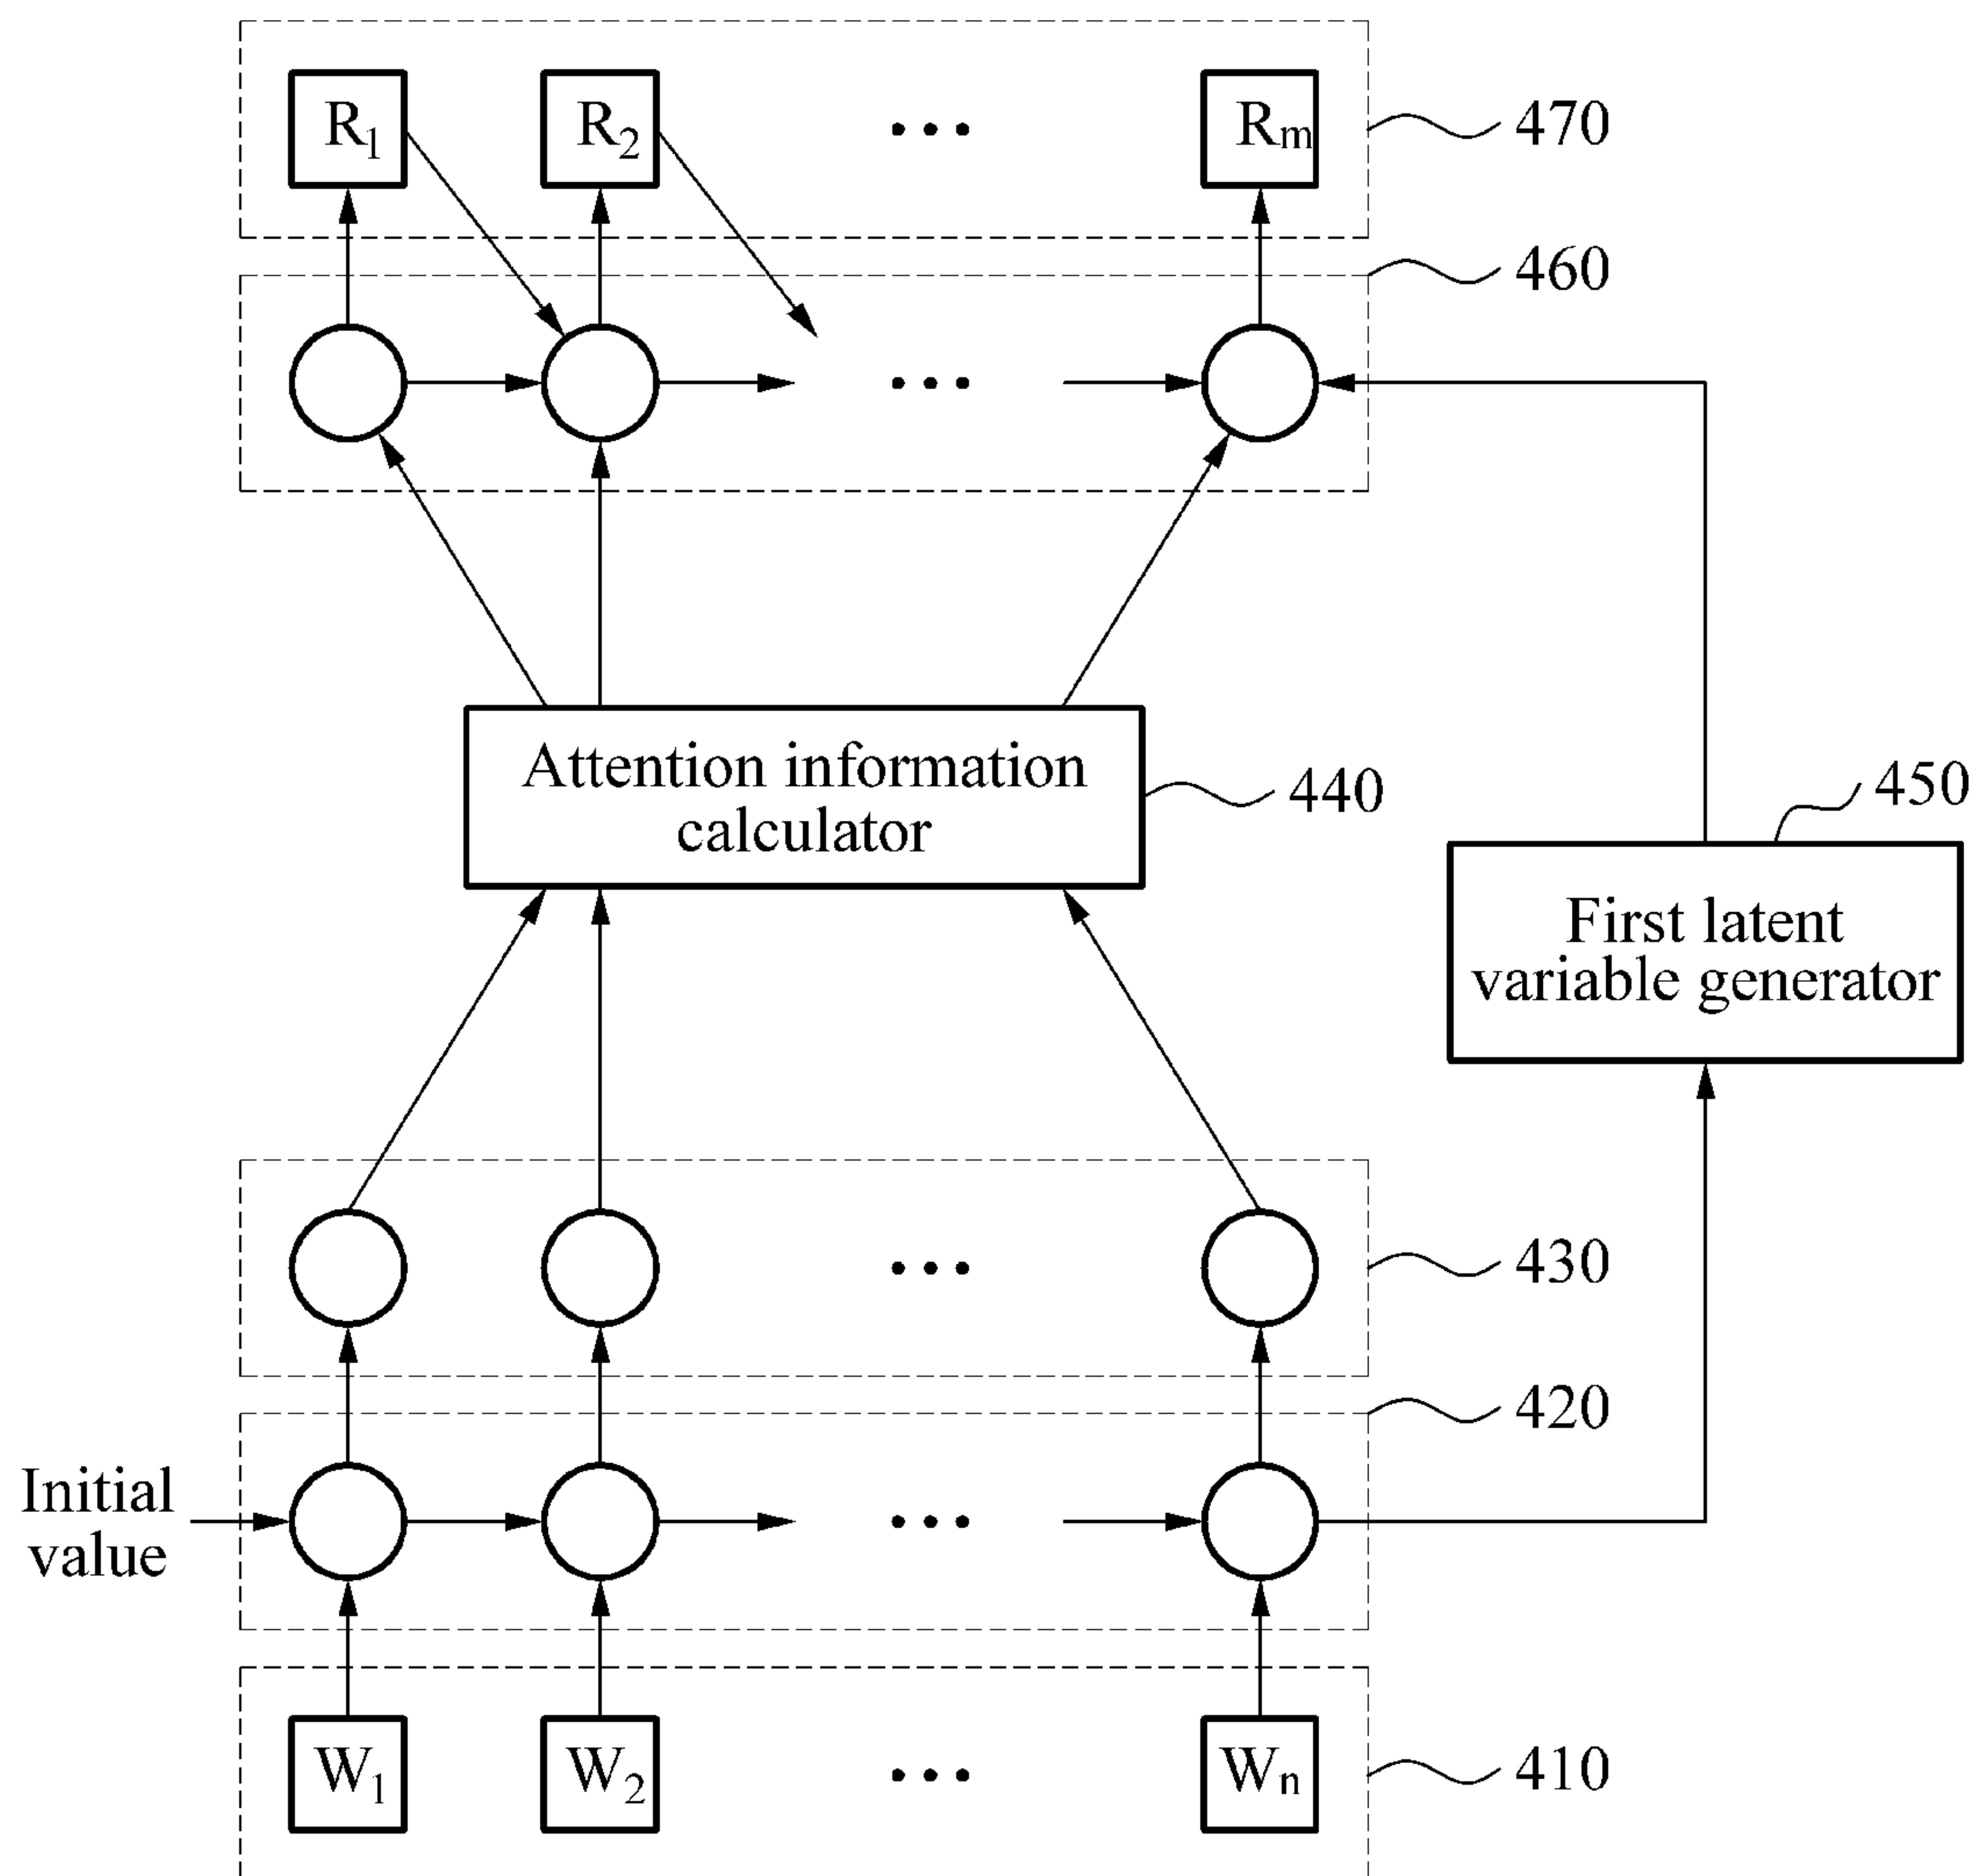 R1 R2 ... Rm
470
460
Attention information
calculator
440
450
First latent
variable generator
430
420
Initial
value
W1 W2 ... Wn
410